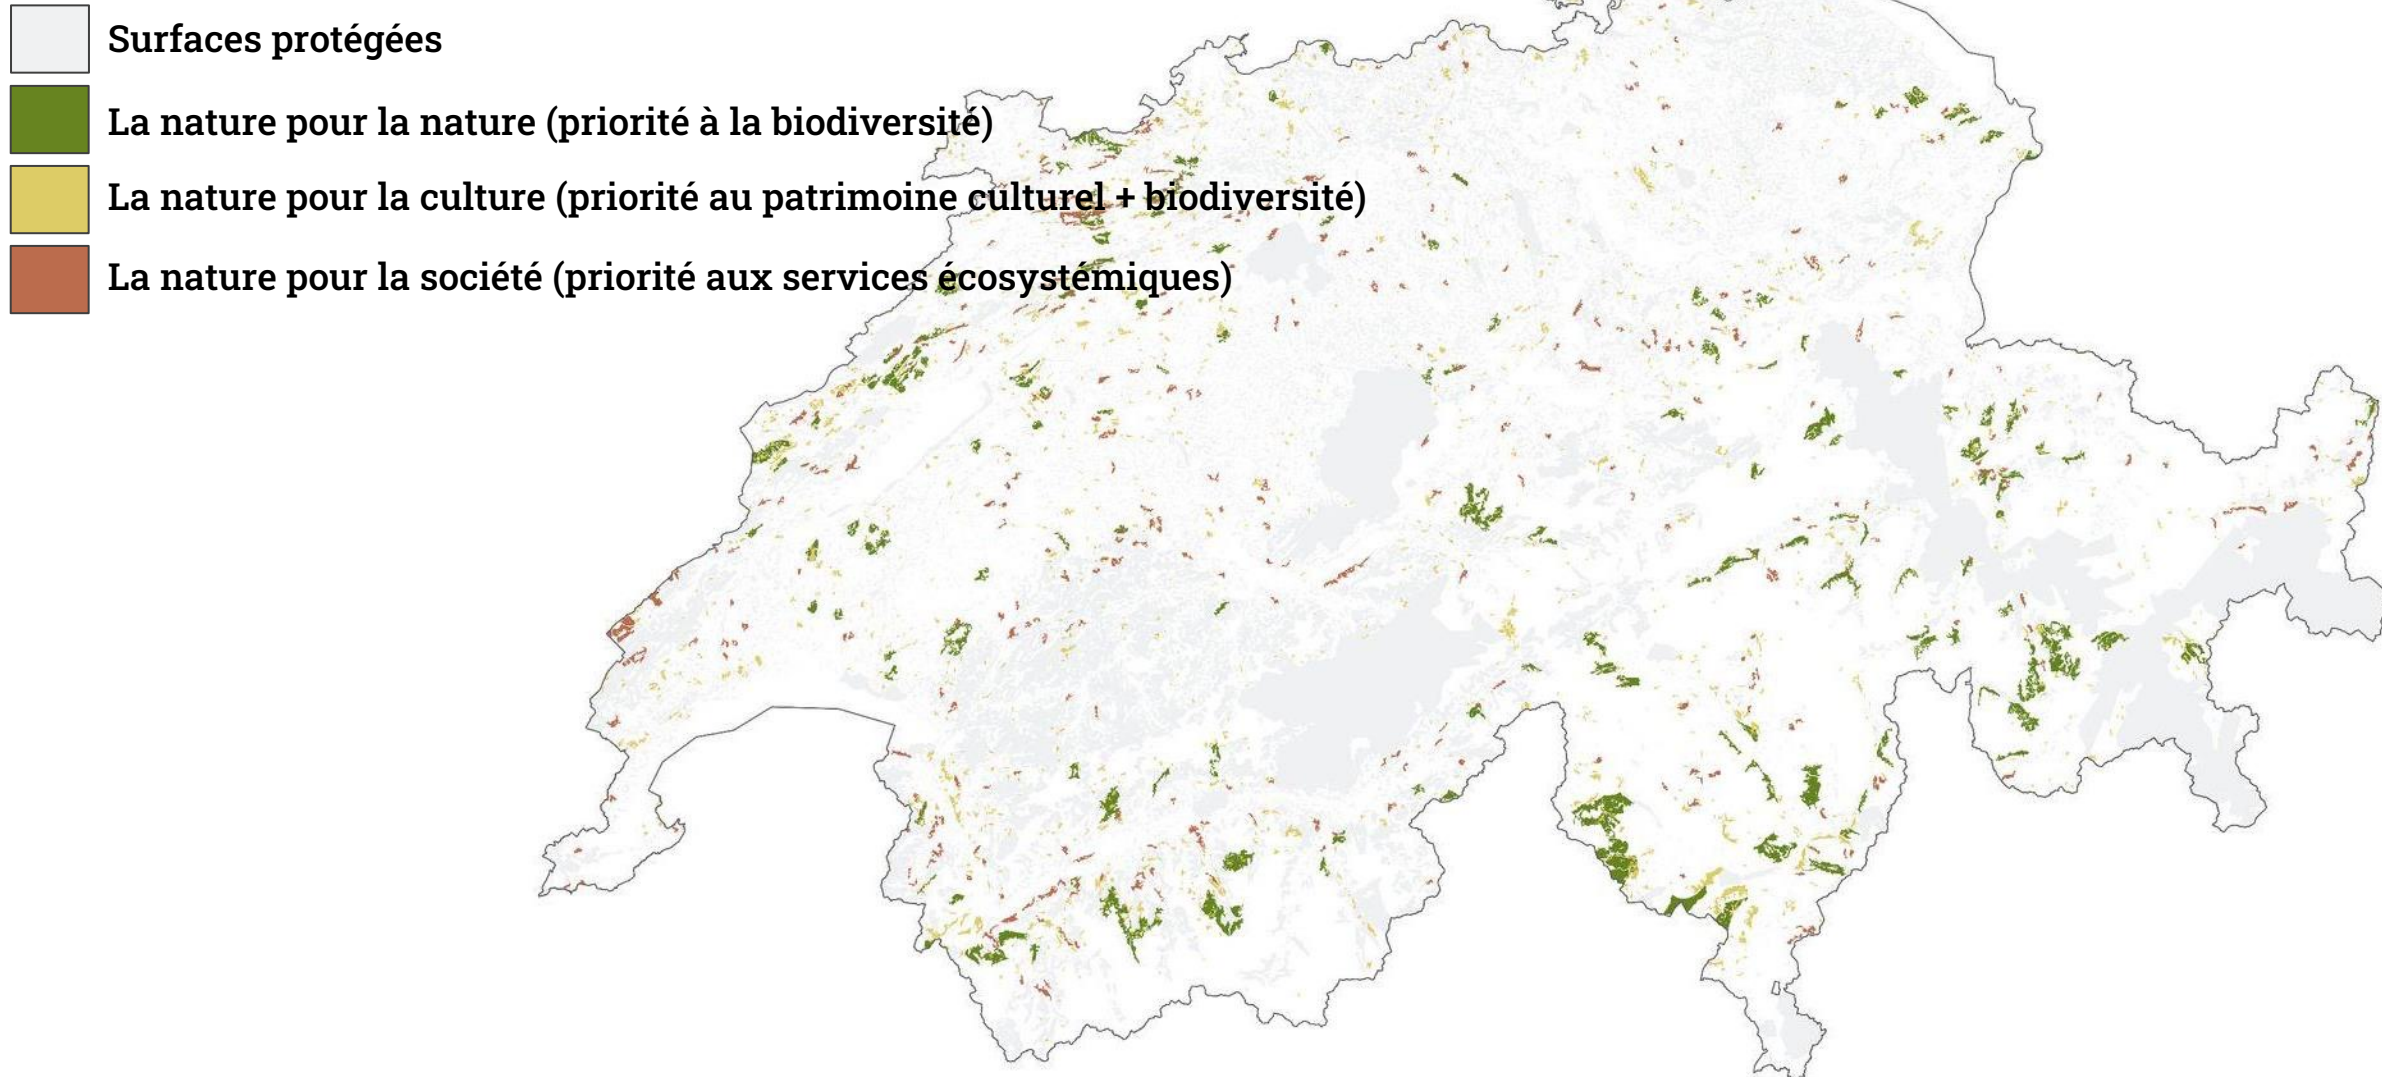 Surfaces protégées
La nature pour la nature (priorité à la biodiversité)
La nature pour la culture (priorité au patrimoine culturel + biodiversité)
La nature pour la société (priorité aux services écosystémiques)